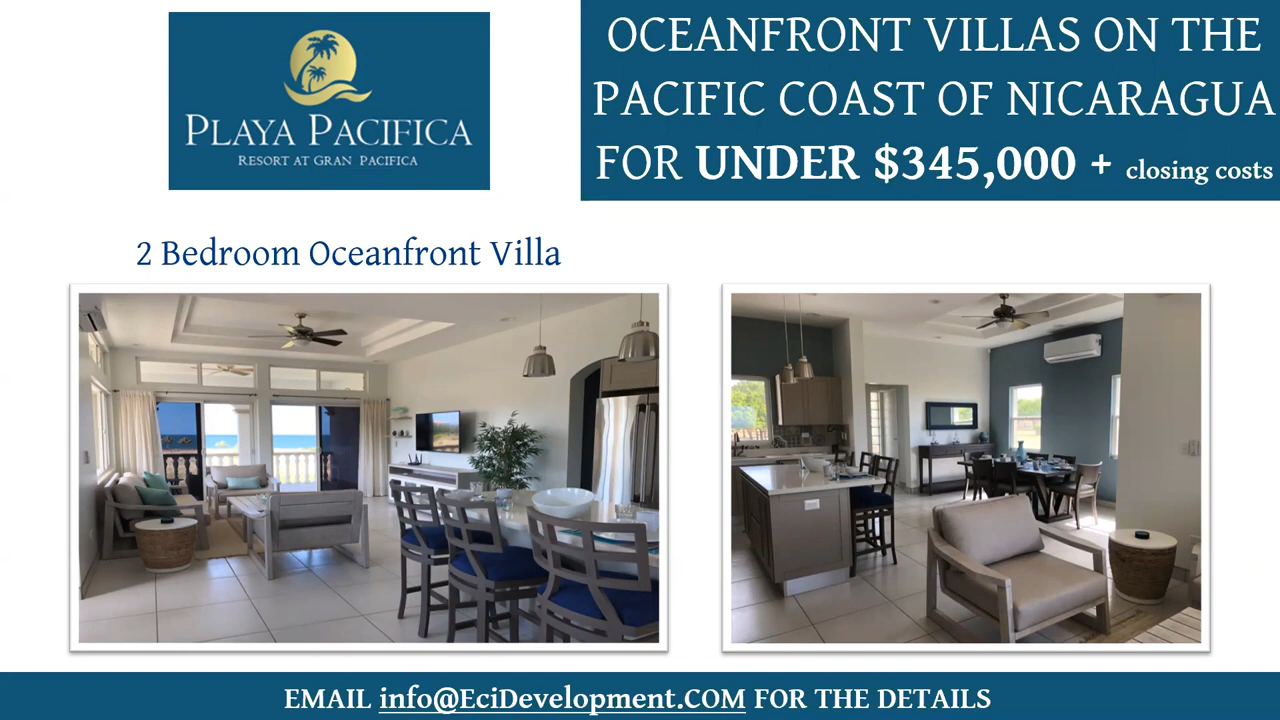 PLAYA PACIFICA
RESORT AT GRAN PACIFICA
OCEANFRONT VILLAS ON THE
PACIFIC COAST OF NICARAGUA
FOR UNDER $345,000 + closing costs
2 Bedroom Oceanfront Villa
EMAIL info@EciDevelopment.COM FOR THE DETAILS